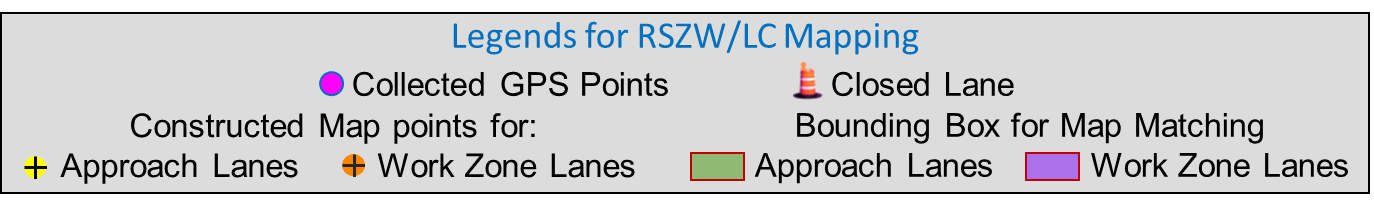 Legends for RSZW/LC Mapping
Collected GPS Points Closed Lane
Constructed Map points for: Bounding Box for Map Matching
Approach Lanes Work Zone Lanes Approach Lanes Work Zone Lanes